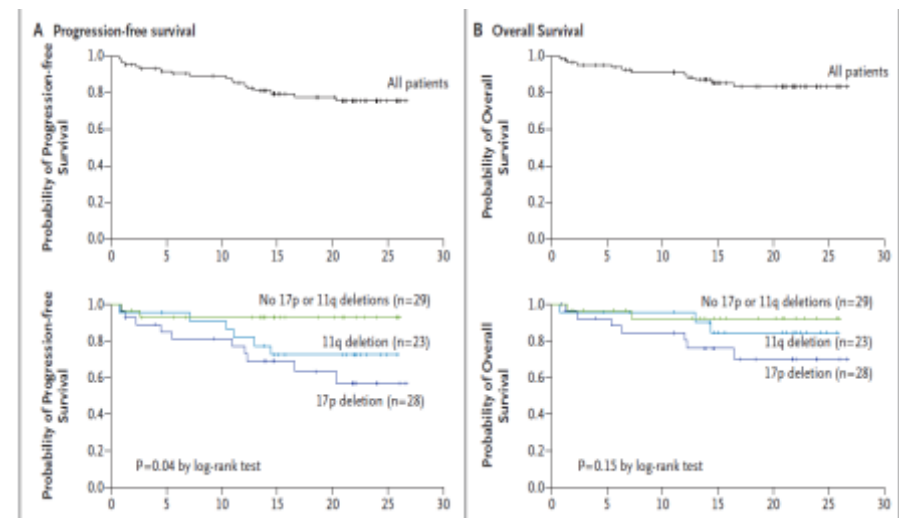 A Progression-free survival
Probability of Progression-free
Survival
1.0
0.8
0.6
0.4
0.2
0.0
0 5 10 15 20 25 30
All patients
B Overall Survival
Probability of Overall
Survival
1.0
0.8
0.6
0.4
0.2
0.0
0 5 10 15 20 25 30
All patients
Probability of Progression-free
Survival
1.0
0.8
0.6
0.4
0.2
0.0
0 5 10 15 20 25 30
No 17p or 11q deletions (n=29)
11q deletion (n=23)
17p deletion (n=28)
P=0.04 by log-rank test
Probability of Overall
Survival
1.0
0.8
0.6
0.4
0.2
0.0
0 5 10 15 20 25 30
No 17p or 11q deletions (n=29)
11q deletion (n=23)
17p deletion (n=28)
P=0.15 by log-rank test